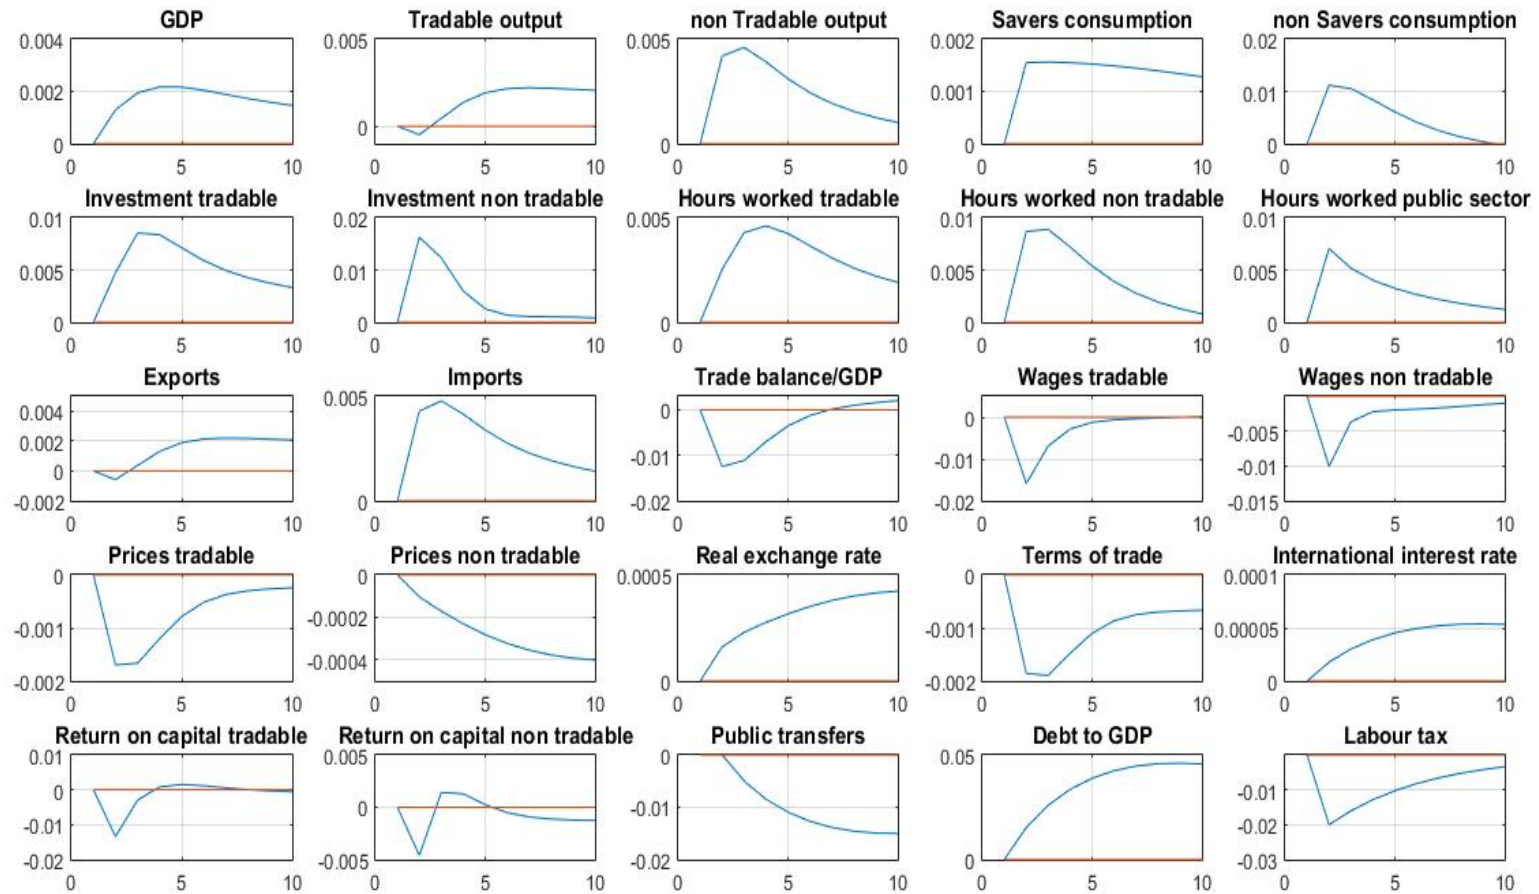 GDP
0.004
0.002
0
0 5 10
Tradable output
0.005
0
0 5 10
non Tradable output
0.005
0
0 5 10
Savers consumption
0.002
0.001
0
0 5 10
non Savers consumption
0.02
0.01
0
0 5 10
Investment tradable
0.01
0.005
0
0 5 10
Investment non tradable
0.02
0.01
0
0 5 10
Hours worked tradable
0.005
0
0 5 10
Hours worked non tradable
0.01
0.005
0
0 5 10
Hours worked public sector
0.01
0.005
0
0 5 10
Exports
0.004
0.002
0
-0.002
0 5 10
Imports
0.005
0
0 5 10
Trade balance/GDP
0
-0.01
-0.02
0 5 10
Wages tradable
0
-0.01
-0.02
0 5 10
Wages non tradable
-0.005
-0.01
-0.015
0 5 10
Prices tradable
0
-0.001
-0.002
0 5 10
Prices non tradable
0
-0.0002
-0.0004
0 5 10
Real exchange rate
0.0005
0
0 5 10
Terms of trade
0
-0.001
-0.002
0 5 10
International interest rate
0.0001
0.00005
0
0 5 10
Return on capital tradable
0.01
0
-0.01
-0.02
0 5 10
Return on capital non tradable
0.005
0
-0.005
0 5 10
Public transfers
0
-0.01
-0.02
0 5 10
Debt to GDP
0.05
0
0 5 10
Labour tax
-0.01
-0.02
-0.03
0 5 10